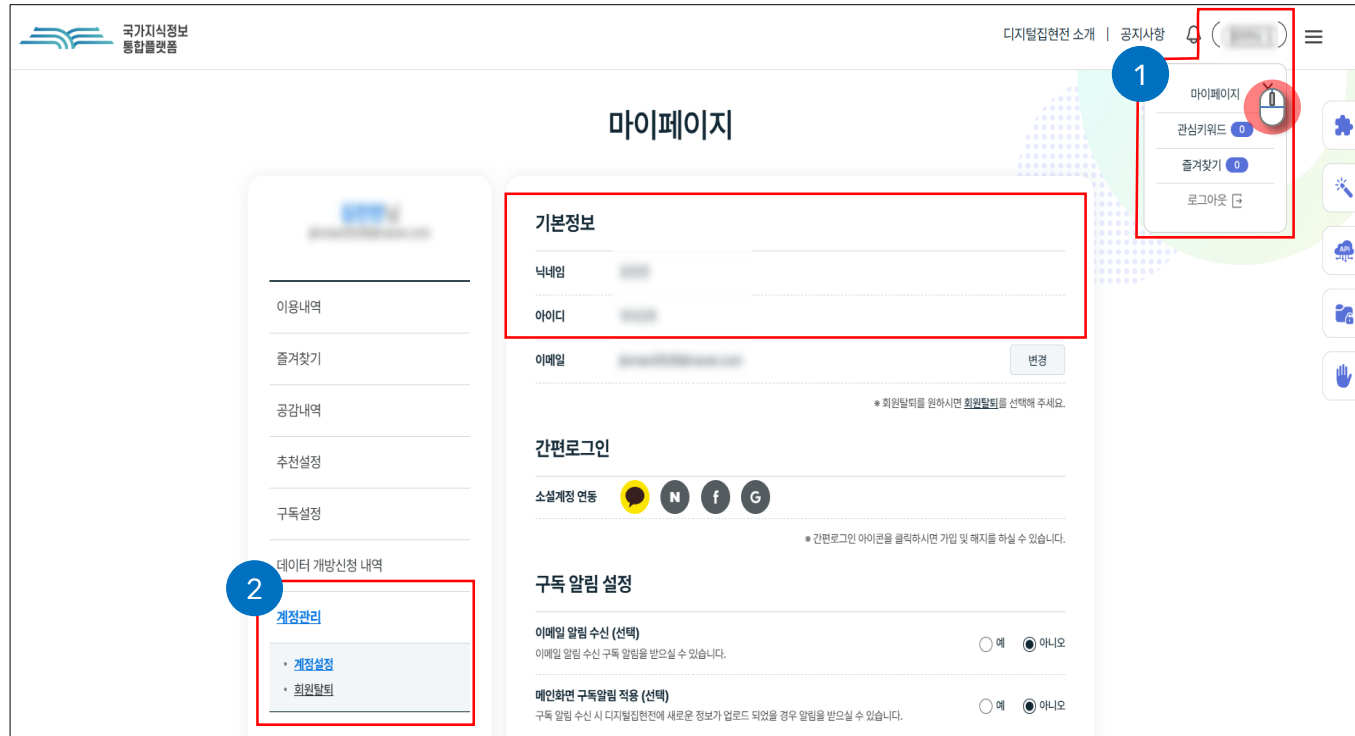 국가지식정보
통합플랫폼
디지털집현전 소개 | 공지사항
1
마이페이지
관심키워드 0
즐겨찾기 0
로그아웃
API
마이페이지
님
이용내역
즐겨찾기
공감내역
추천설정
구독설정
데이터 개방신청 내역
2
계정관리
• 계정설정
• 회원탈퇴
기본정보
닉네임
아이디
이메일
변경
※ 회원탈퇴를 원하시면 회원탈퇴를 선택해 주세요.
간편로그인
소셜계정 연동 N f G
※ 간편로그인 아이콘을 클릭하시면 가입 및 해지를 하실 수 있습니다.
구독 알림 설정
이메일 알림 수신 (선택)
이메일 알림 수신 구독 알림을 받으실 수 있습니다.
예 아니오
메인화면 구독알림 적용 (선택)
구독 알림 수신 시 디지털집현전에 새로운 정보가 업로드 되었을 경우 알림을 받으실 수 있습니다.
예 아니오